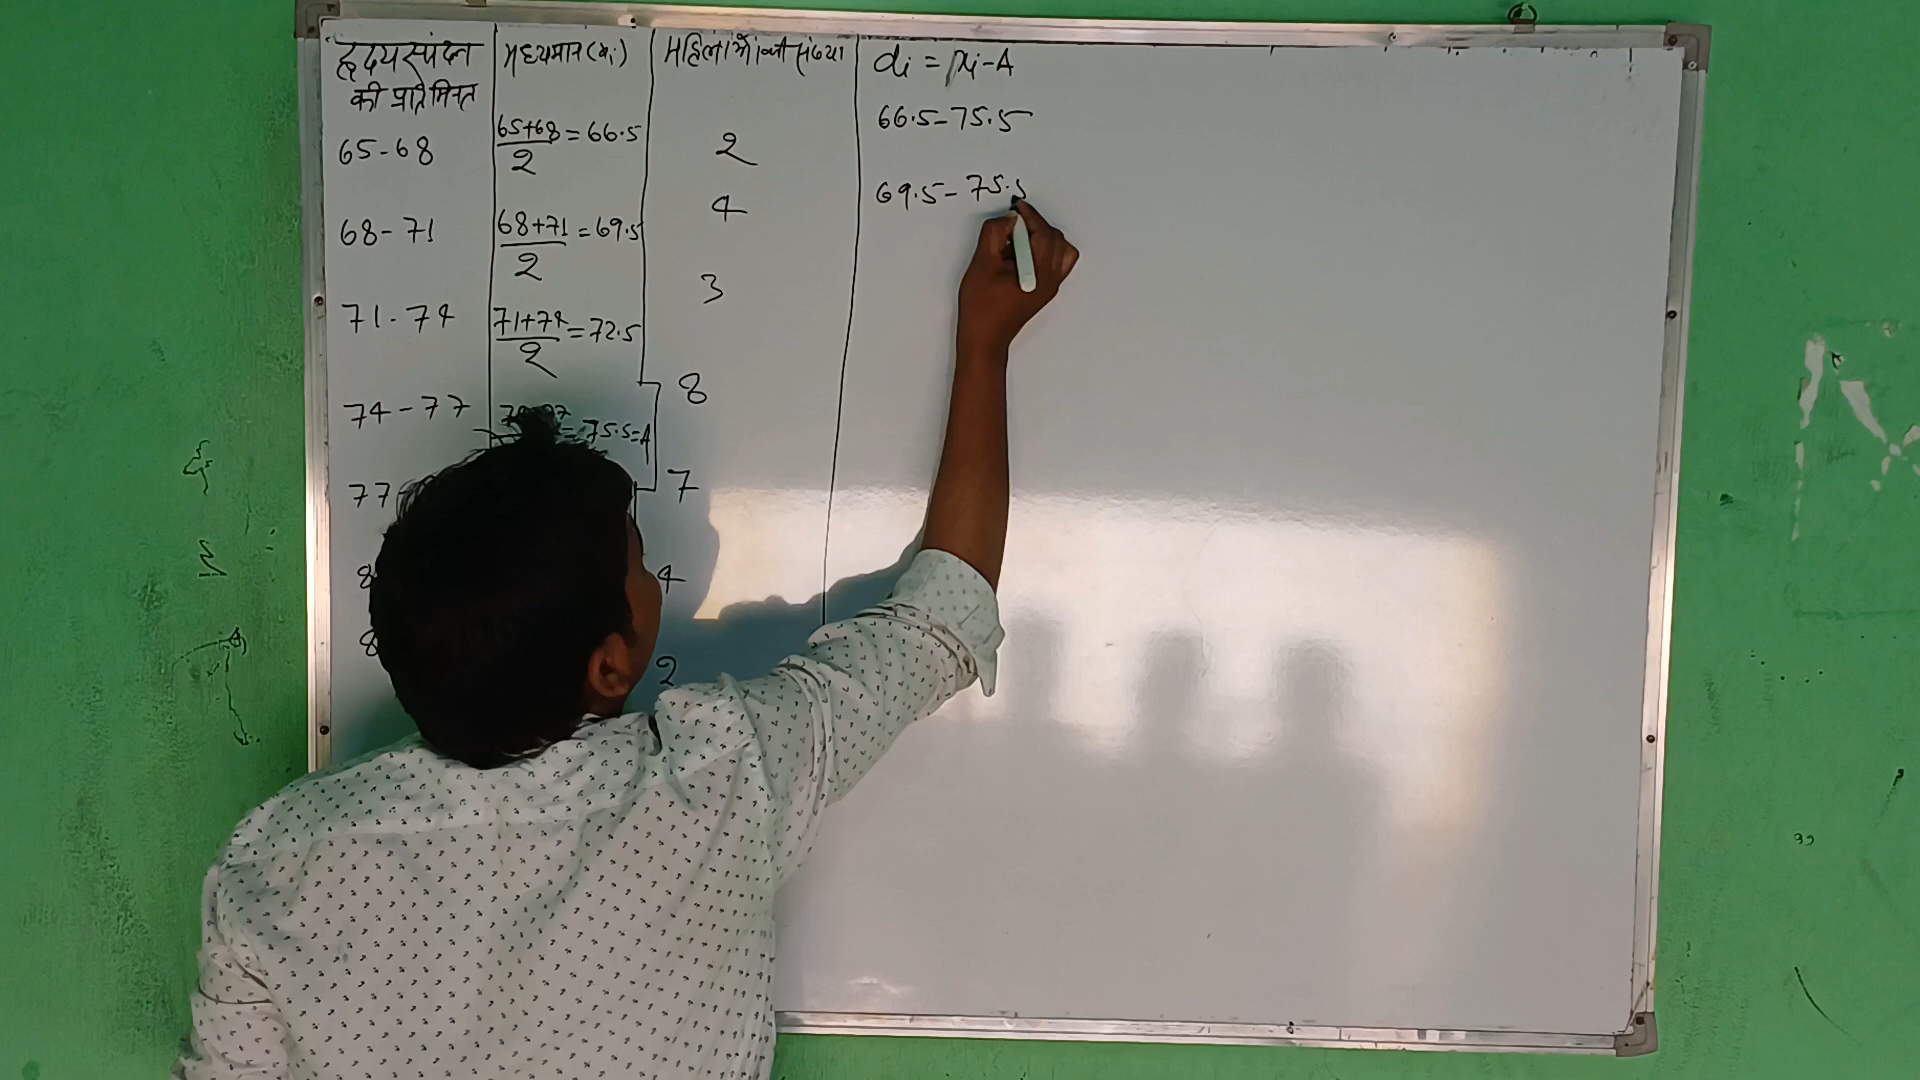 हृदयस्पंदन
की प्रति मिनट
मध्यमान (xi)
महिलाओं की संख्या
di = xi - A
65-68
65+68/2 = 66.5
2
66.5-75.5
68-71
68+71/2 = 69.5
4
69.5-75.5
71-74
71+74/2 = 72.5
3
74-77
= 75.5=A
8
77-
7
8
4
8
2